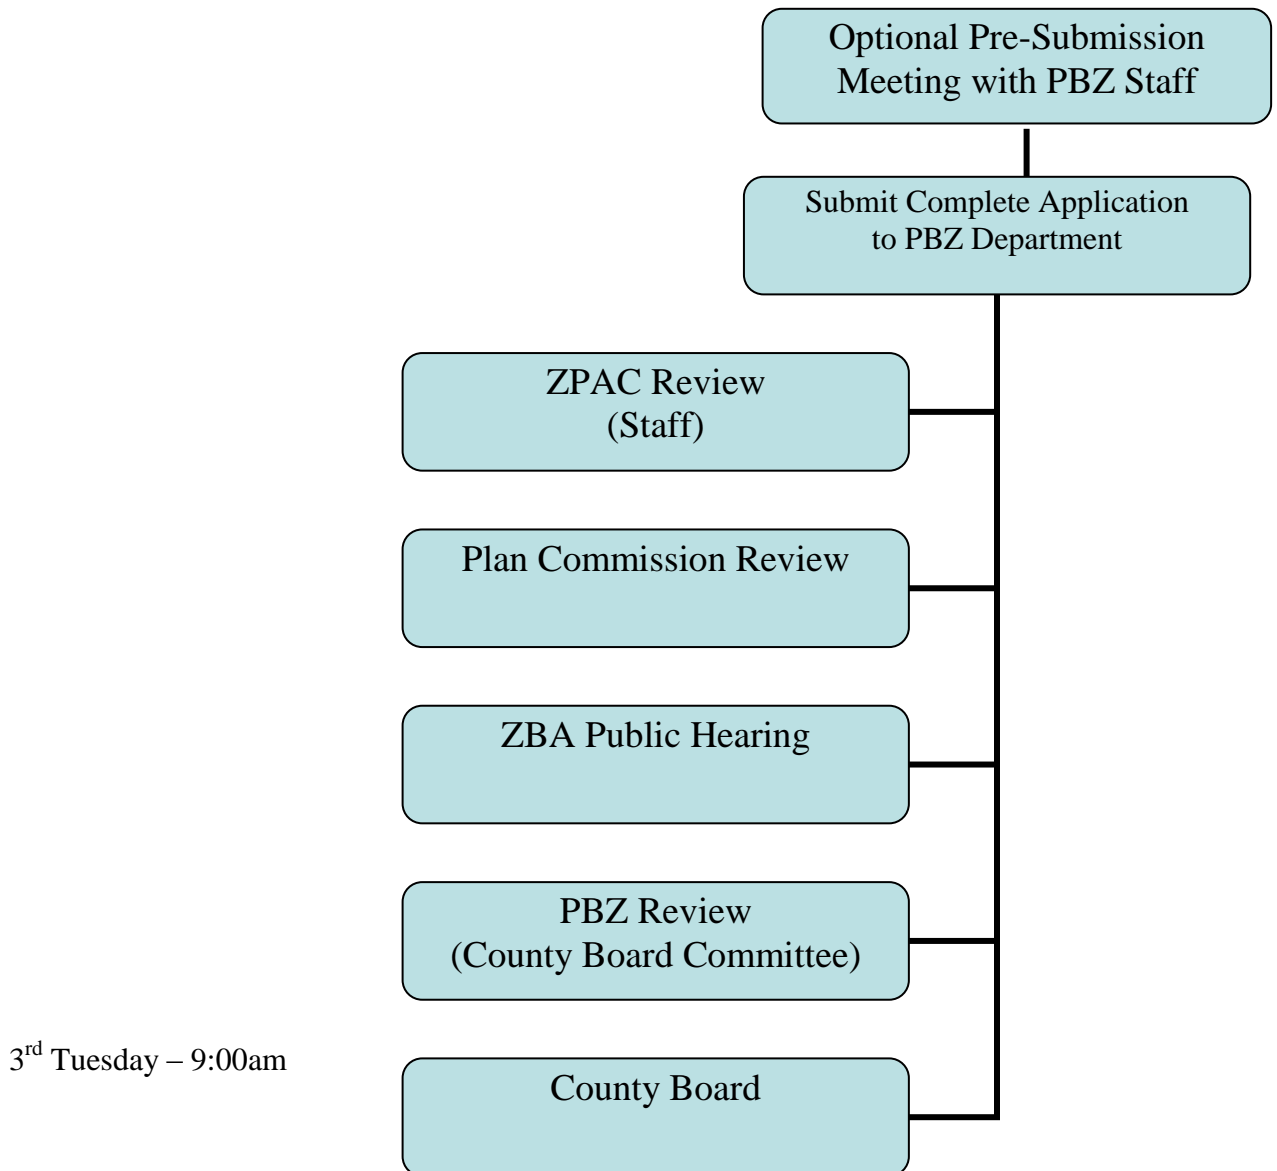 Optional Pre-Submission
Meeting with PBZ Staff
Submit Complete Application
to PBZ Department
ZPAC Review
(Staff)
Plan Commission Review
ZBA Public Hearing
PBZ Review
(County Board Committee)
3rd Tuesday – 9:00am
County Board